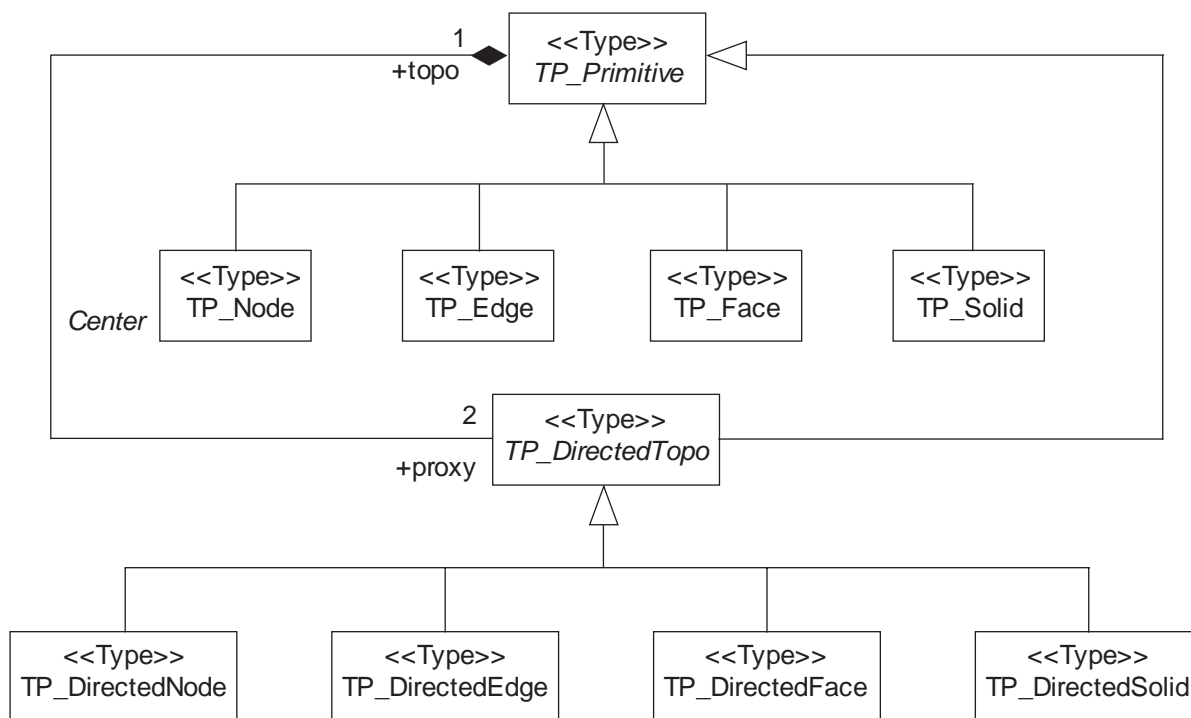 1
+topo
<<Type>>
TP_Primitive
<<Type>>
TP_Node
<<Type>>
TP_Edge
<<Type>>
TP_Face
<<Type>>
TP_Solid
Center
2
+proxy
<<Type>>
TP_DirectedTopo
<<Type>>
TP_DirectedNode
<<Type>>
TP_DirectedEdge
<<Type>>
TP_DirectedFace
<<Type>>
TP_DirectedSolid